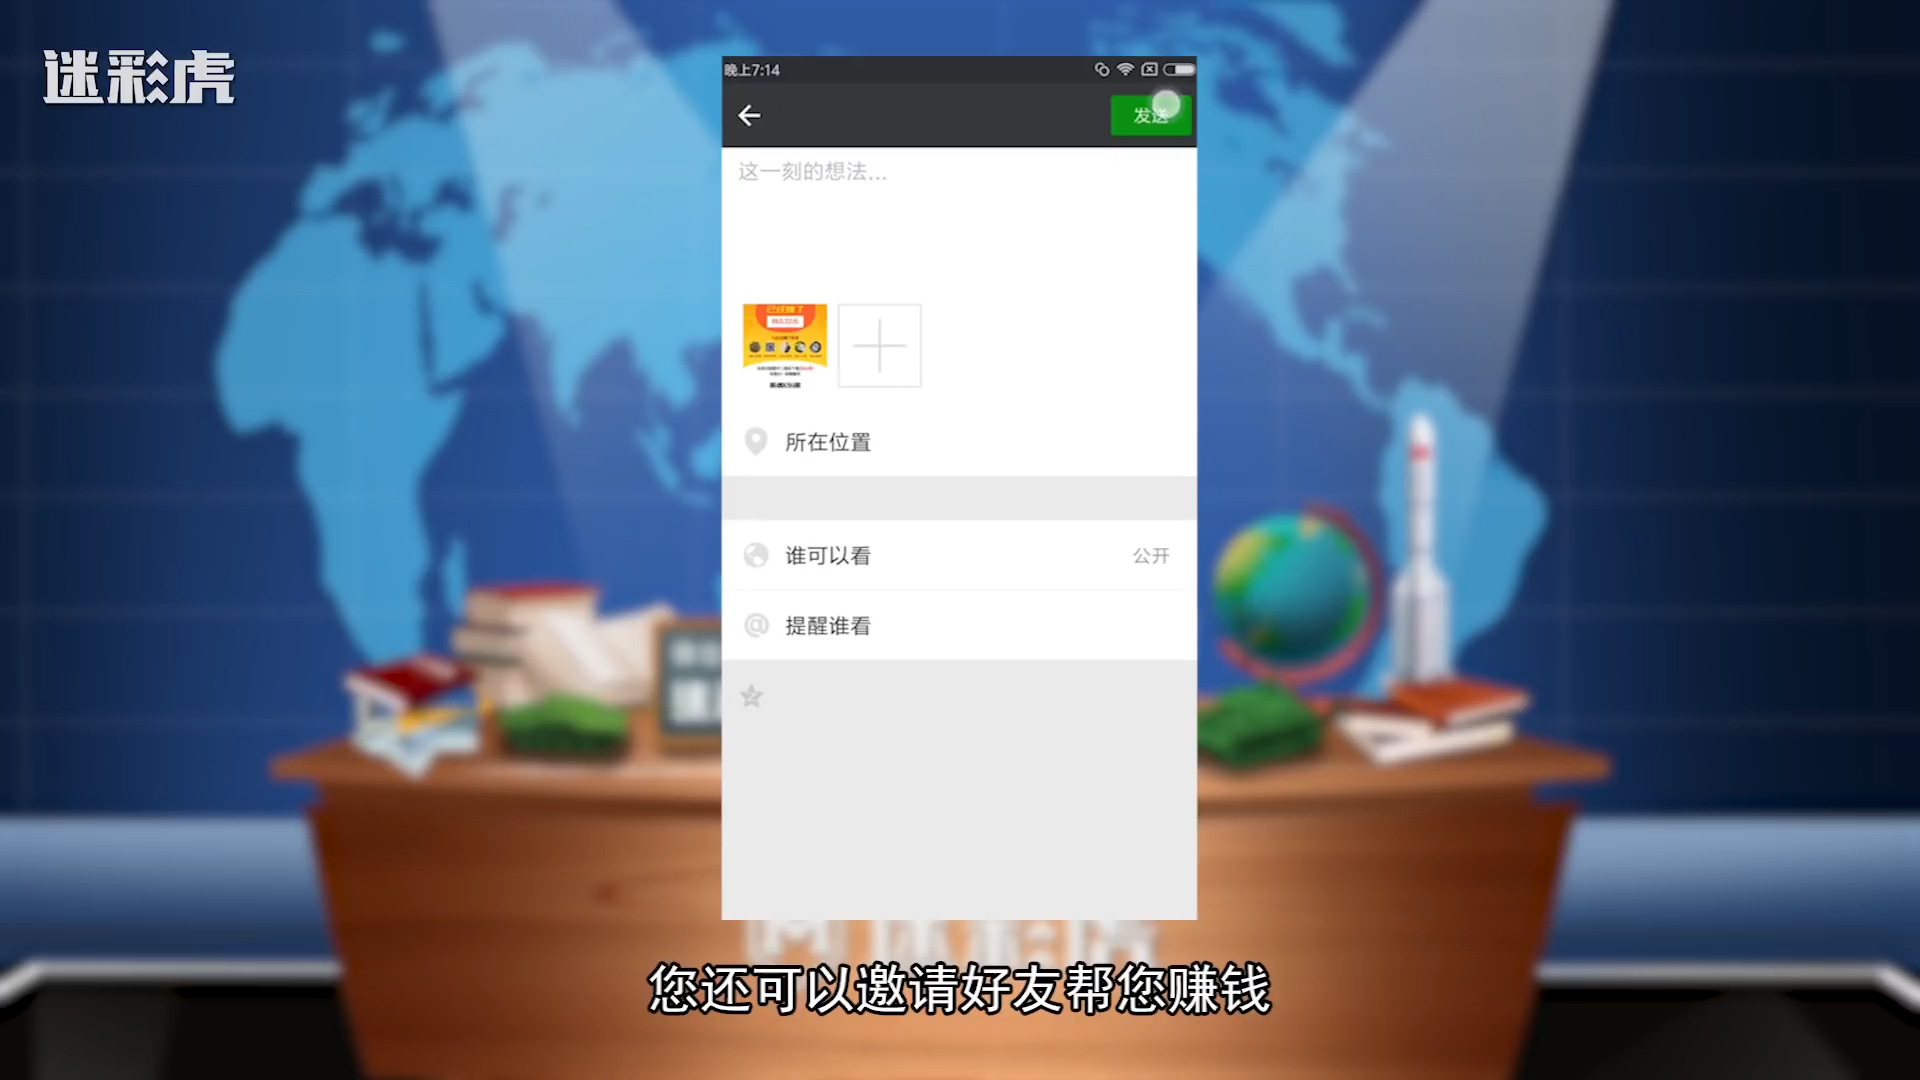 迷彩虎
晚上7:14
发送
这一刻的想法...
所在位置
谁可以看
公开
提醒谁看
您还可以邀请好友帮您赚钱